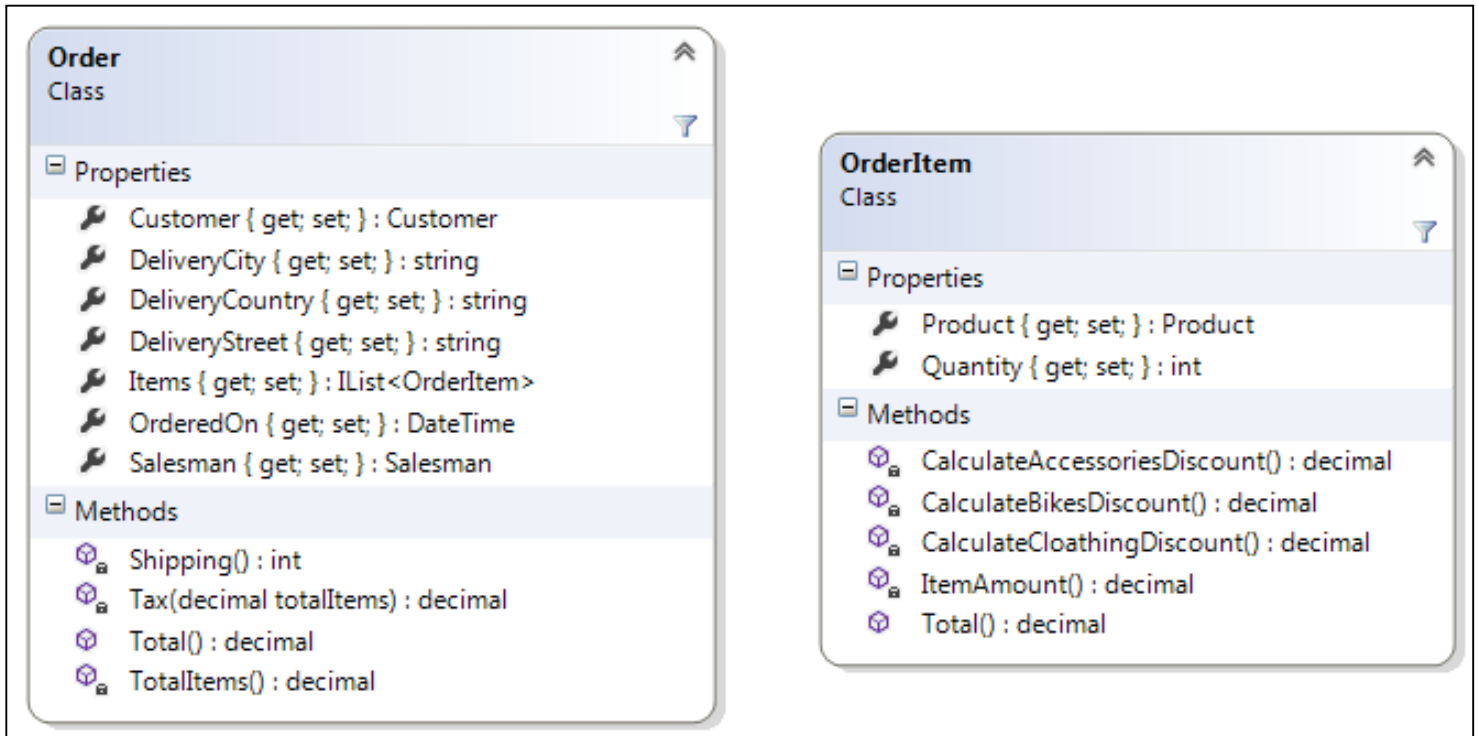 Order
Class
Properties
Customer { get; set; } : Customer
DeliveryCity { get; set; } : string
DeliveryCountry { get; set; } : string
DeliveryStreet { get; set; } : string
Items { get; set; } : IList<OrderItem>
OrderedOn { get; set; } : DateTime
Salesman { get; set; } : Salesman
Methods
Shipping() : int
Tax(decimal totalItems) : decimal
Total() : decimal
TotalItems() : decimal
OrderItem
Class
Properties
Product { get; set; } : Product
Quantity { get; set; } : int
Methods
CalculateAccessoriesDiscount() : decimal
CalculateBikesDiscount() : decimal
CalculateCloathingDiscount() : decimal
ItemAmount() : decimal
Total() : decimal